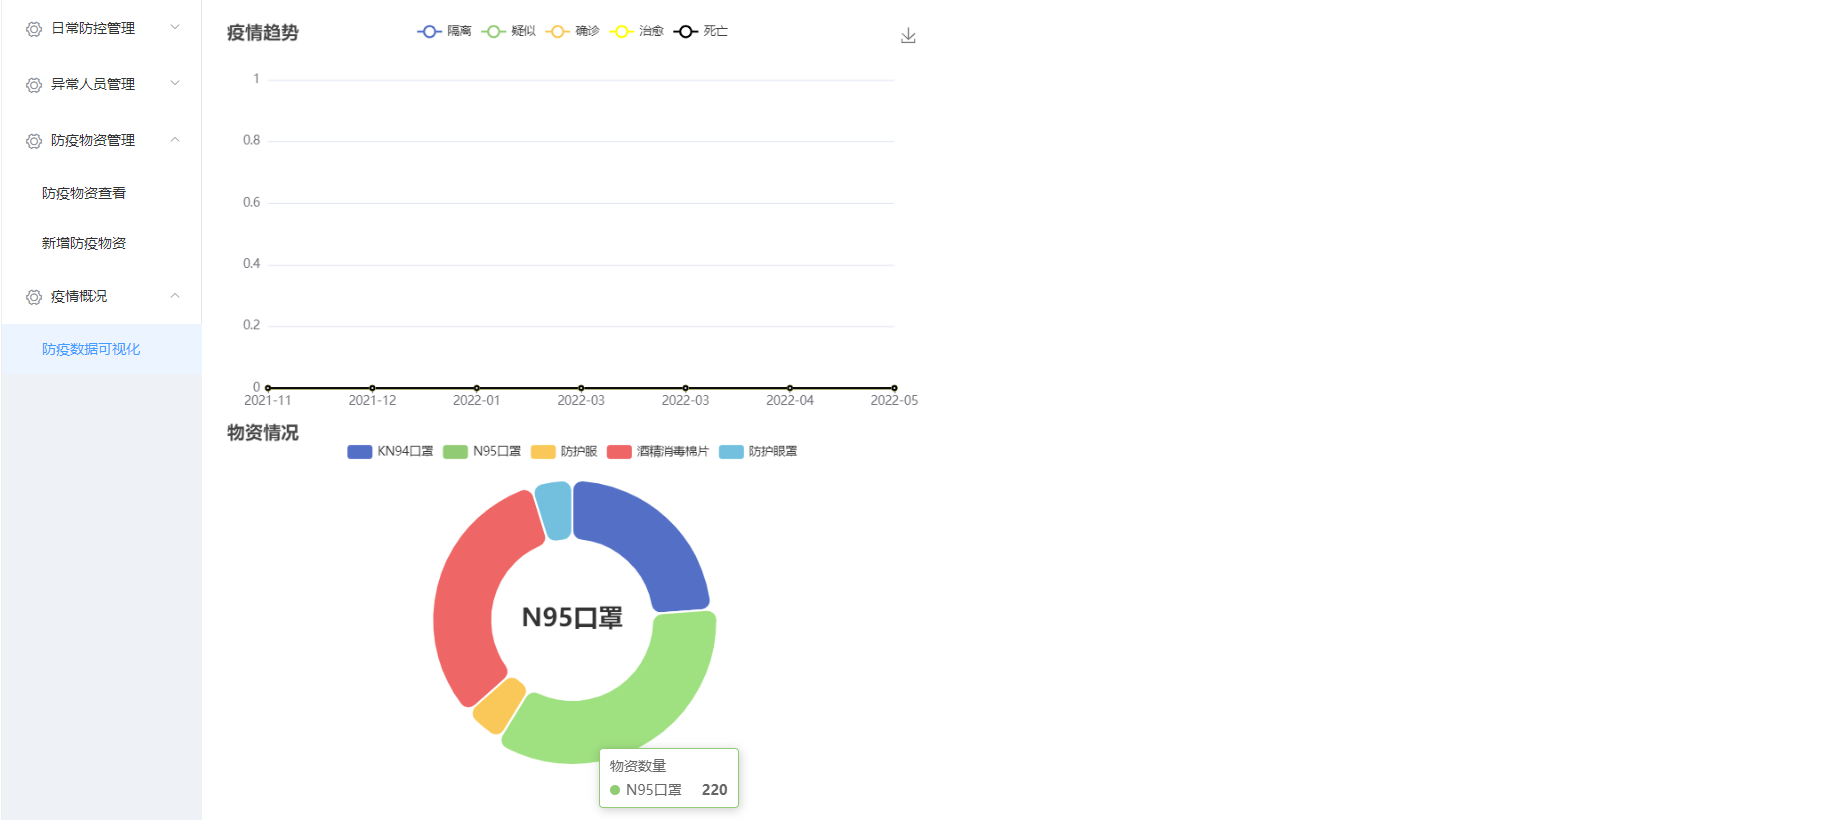 日常防控管理
异常人员管理
防疫物资管理
防疫物资查看
新增防疫物资
疫情概况
防疫数据可视化
疫情趋势
隔离 疑似 确诊 治愈 死亡
1
0.8
0.6
0.4
0.2
0
2021-11 2021-12 2022-01 2022-03 2022-03 2022-04 2022-05
物资情况
KN94口罩 N95口罩 防护服 酒精消毒棉片 防护眼罩
N95口罩
物资数量
N95口罩 220